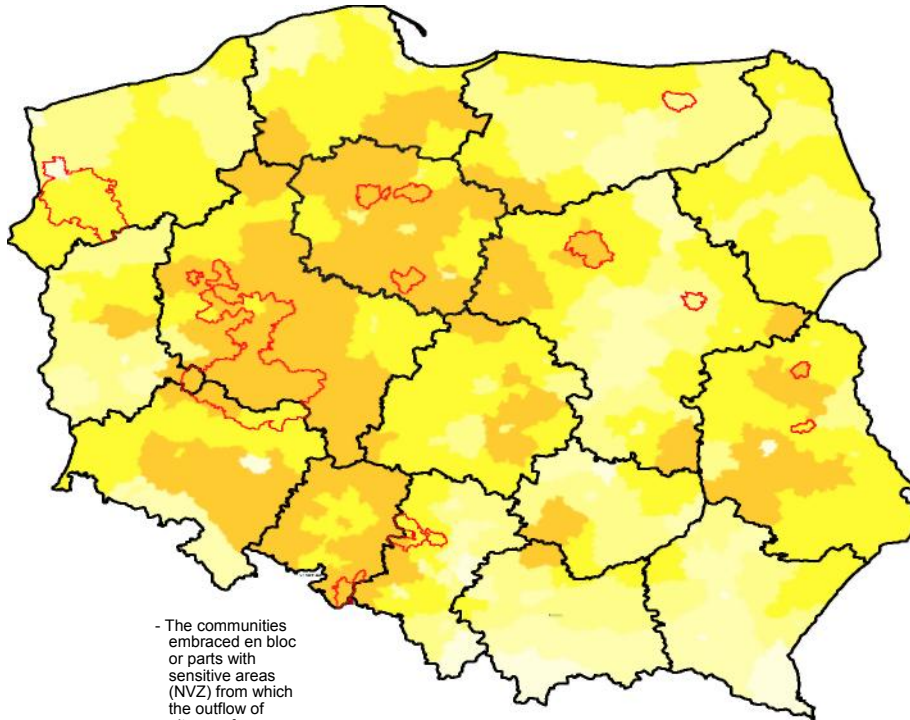 - The communities
embraced en bloc
or parts with
sensitive areas
(NVZ) from which
the outflow of